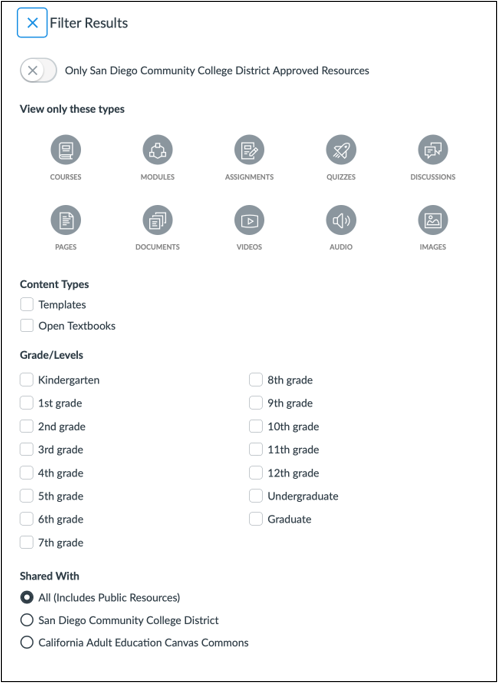 Filter Results
Only San Diego Community College District Approved Resources
View only these types
COURSES MODULES ASSIGNMENTS QUIZZES DISCUSSIONS
PAGES DOCUMENTS VIDEOS AUDIO IMAGES
Content Types
Templates
Open Textbooks
Grade/Levels
Kindergarten
1st grade
2nd grade
3rd grade
4th grade
5th grade
6th grade
7th grade
8th grade
9th grade
10th grade
11th grade
12th grade
Undergraduate
Graduate
Shared With
All (Includes Public Resources)
San Diego Community College District
California Adult Education Canvas Commons